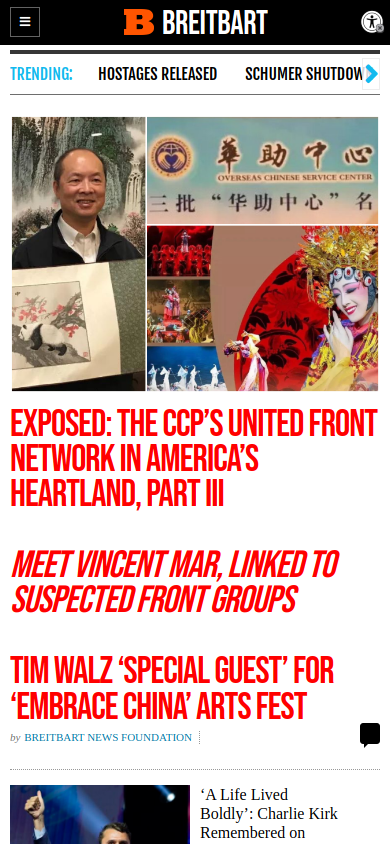 B BREITBART
TRENDING:
HOSTAGES RELEASED
SCHUMER SHUTDOW
華助中心
OVERSEAS CHINESE SERVICE CENTER
三批“华助中心”名
EXPOSED: THE CCP’S UNITED FRONT
NETWORK IN AMERICA’S
HEARTLAND, PART III
MEET VINCENT MAR, LINKED TO
SUSPECTED FRONT GROUPS
TIM WALZ ‘SPECIAL GUEST’ FOR
‘EMBRACE CHINA’ ARTS FEST
by BREITBART NEWS FOUNDATION
‘A Life Lived
Boldly’: Charlie Kirk
Remembered on